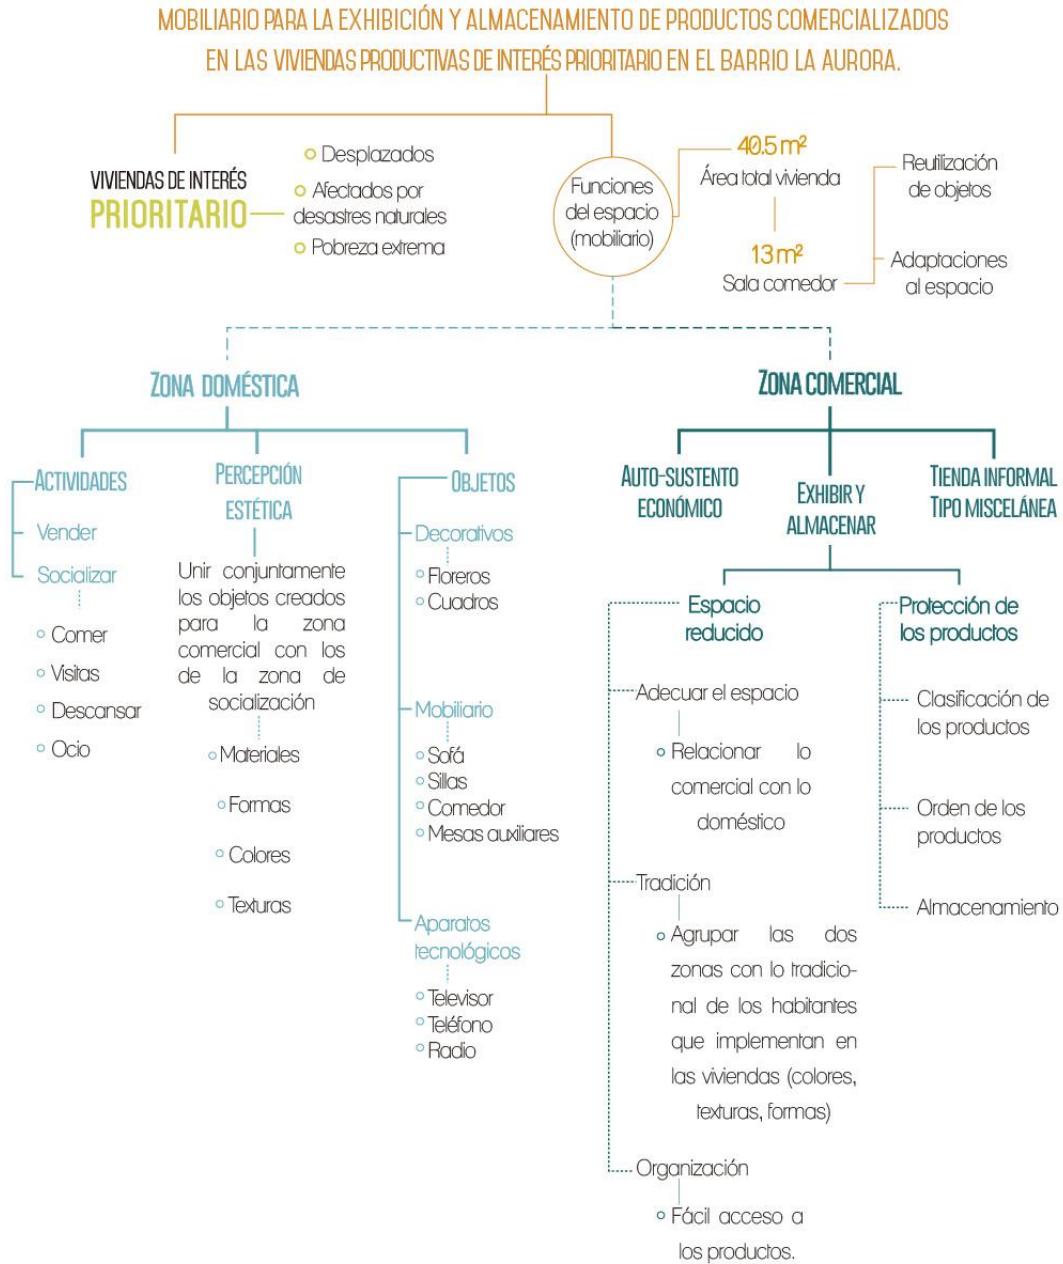 MOBILIARIO PARA LA EXHIBICIÓN Y ALMACENAMIENTO DE PRODUCTOS COMERCIALIZADOS
EN LAS VIVIENDAS PRODUCTIVAS DE INTERÉS PRIORITARIO EN EL BARRIO LA AURORA.
VIVIENDAS DE INTERÉS
PRIORITARIO
Desplazados
Afectados por
desastres naturales
Pobreza extrema
Funciones
del espacio
(mobiliario)
40.5 m²
Área total vivienda
13 m²
Sala comedor
Reutilización
de objetos
Adaptaciones
al espacio
ZONA DOMÉSTICA
ACTIVIDADES
Vender
Socializar
Comer
Visitas
Descansar
Ocio
PERCEPCIÓN
ESTÉTICA
Unir conjuntamente
los objetos creados
para la zona
comercial con los
de la zona de
socialización
Materiales
Formas
Colores
Texturas
OBJETOS
Decorativos
Floreros
Cuadros
Mobiliario
Sofá
Sillas
Comedor
Mesas auxiliares
Aparatos
tecnológicos
Televisor
Teléfono
Radio
ZONA COMERCIAL
AUTO-SUSTENTO
ECONÓMICO
EXHIBIR Y
ALMACENAR
TIENDA INFORMAL
TIPO MISCELÁNEA
Espacio
reducido
Adecuar el espacio
Relacionar lo
comercial con lo
doméstico
Tradición
Agrupar las dos
zonas con lo tradicio-
nal de los habitantes
que implementan en
las viviendas (colores,
texturas, formas)
Organización
Fácil acceso a
los productos.
Protección de
los productos
Clasificación de
los productos
Orden de los
productos
Almacenamiento